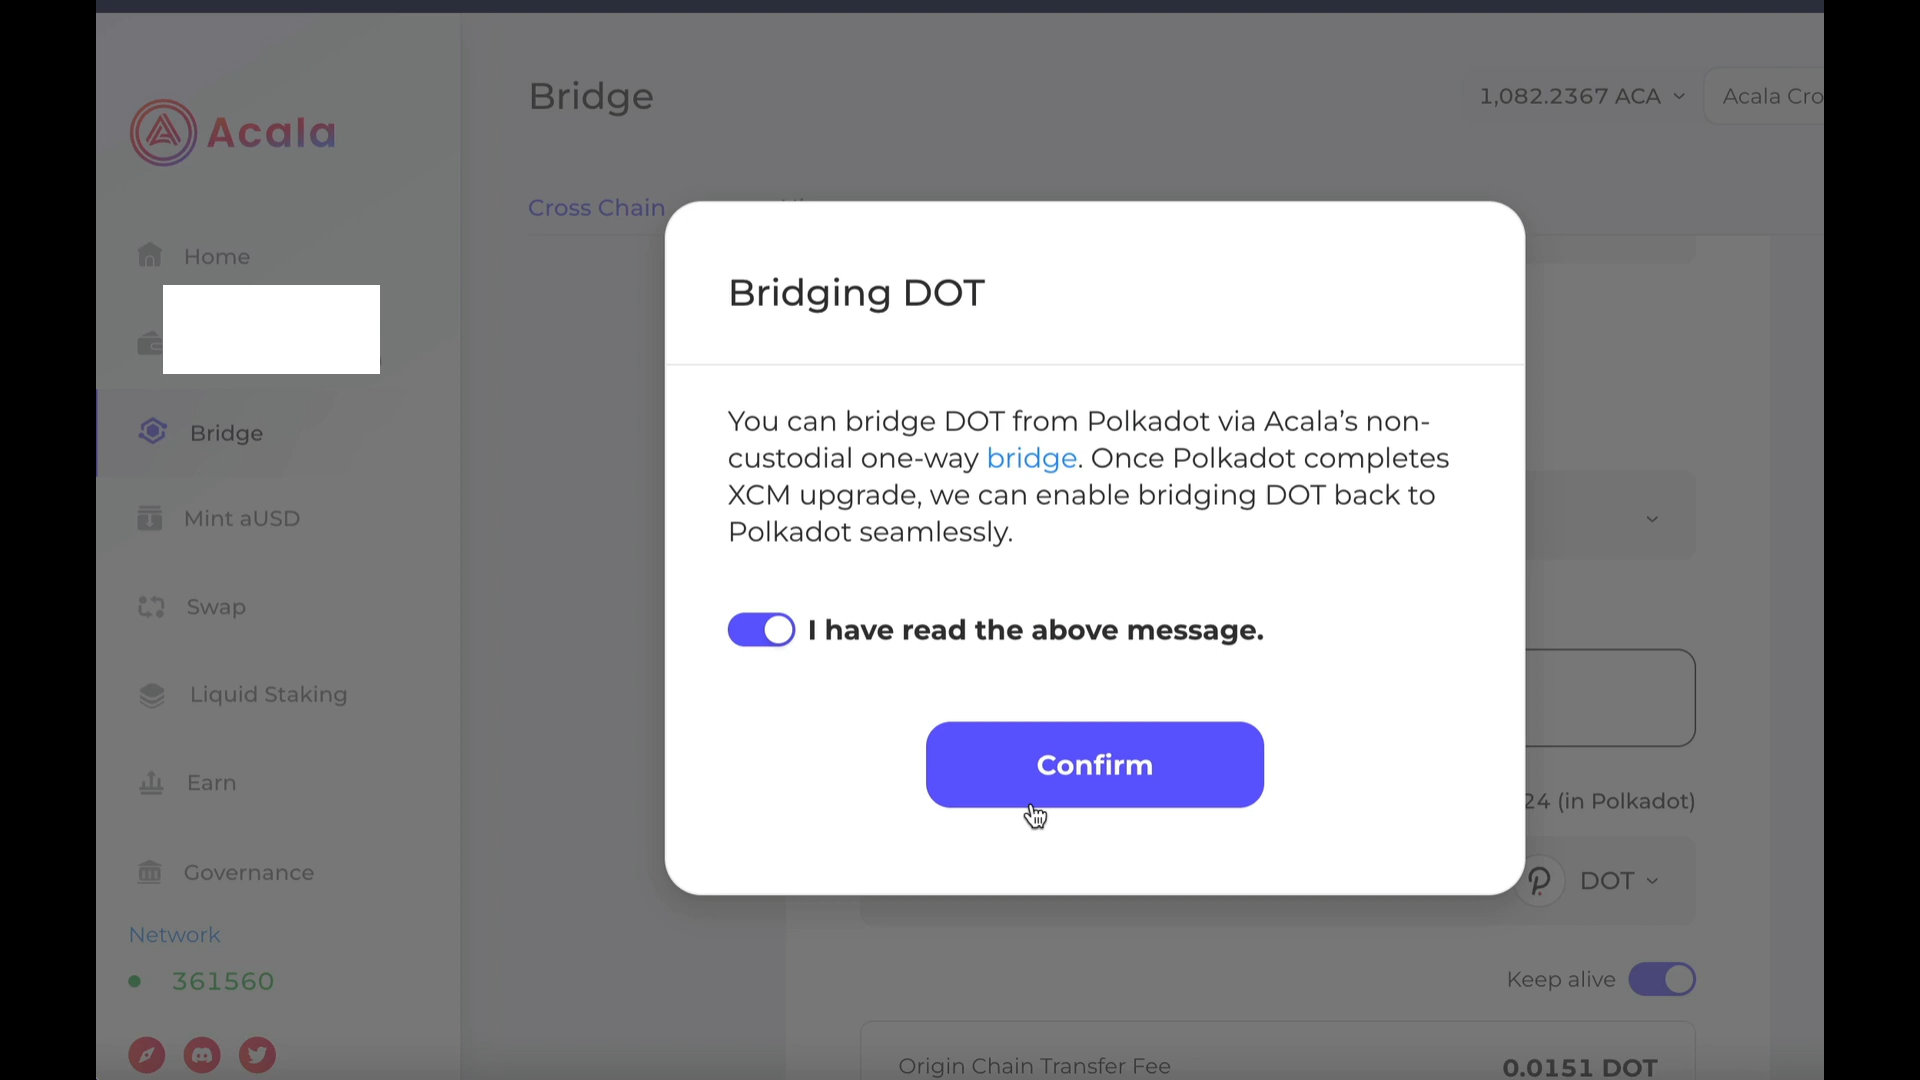 Acala
Bridge
1,082.2367 ACA
Acala Cro
Cross Chain
Home
Bridge
Mint aUSD
Swap
Liquid Staking
Earn
Governance
Network
361560
Bridging DOT
You can bridge DOT from Polkadot via Acala’s non-
custodial one-way bridge. Once Polkadot completes
XCM upgrade, we can enable bridging DOT back to
Polkadot seamlessly.
I have read the above message.
Confirm
24 (in Polkadot)
DOT
Keep alive
Origin Chain Transfer Fee
0.0151 DOT